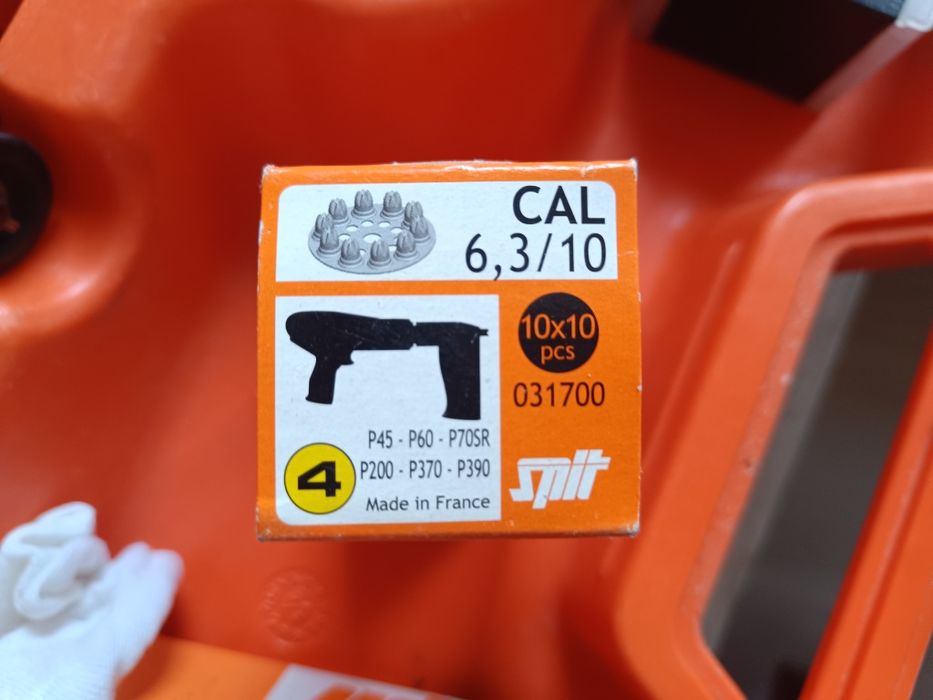 CAL
6,3/10
10x10
pcs
031700
P45 - P60 - P70SR
P200 - P370 - P390
4
Made in France
spit